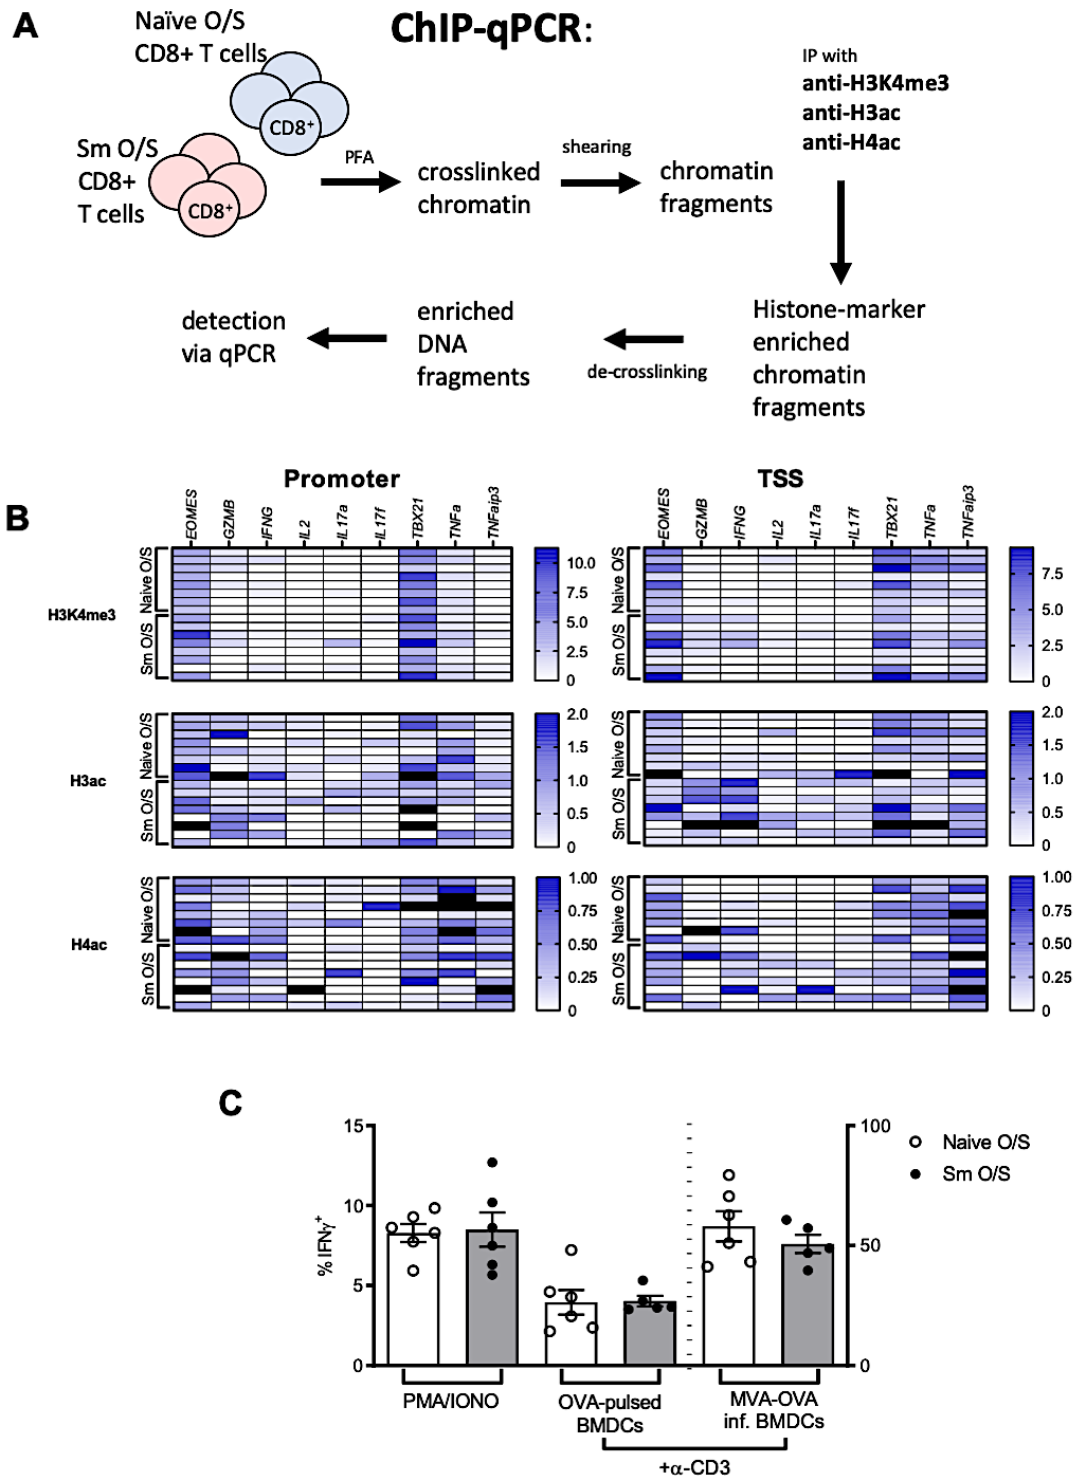 A
Naïve O/S
CD8+ T cells
ChIP-qPCR:
IP with
anti-H3K4me3
anti-H3ac
anti-H4ac
CD8+
Sm O/S
CD8+
T cells
CD8+
PFA
crosslinked
chromatin
shearing
chromatin
fragments
detection
via qPCR
enriched
DNA
fragments
de-crosslinking
Histone-marker
enriched
chromatin
fragments
B
Promoter
TSS
EOMES GZMB IFNG IL2 IL17a IL17f TBX21 TNFa TNFaip3
EOMES GZMB IFNG IL2 IL17a IL17f TBX21 TNFa TNFaip3
H3K4me3
Naive O/S
Sm O/S
10.0
7.5
5.0
2.5
0
Sm O/S
Naive O/S
7.5
5.0
2.5
0
H3ac
Naive O/S
Sm O/S
2.0
1.5
1.0
0.5
0
Naive O/S
Sm O/S
2.0
1.5
1.0
0.5
0
H4ac
Naive O/S
Sm O/S
1.00
0.75
0.50
0.25
0
Naive O/S
Sm O/S
1.00
0.75
0.50
0.25
0
C
% IFNγ+
15
10
5
0
100
50
0
Naive O/S
Sm O/S
PMA/IONO
OVA-pulsed
BMDCs
MVA-OVA
inf. BMDCs
+α-CD3